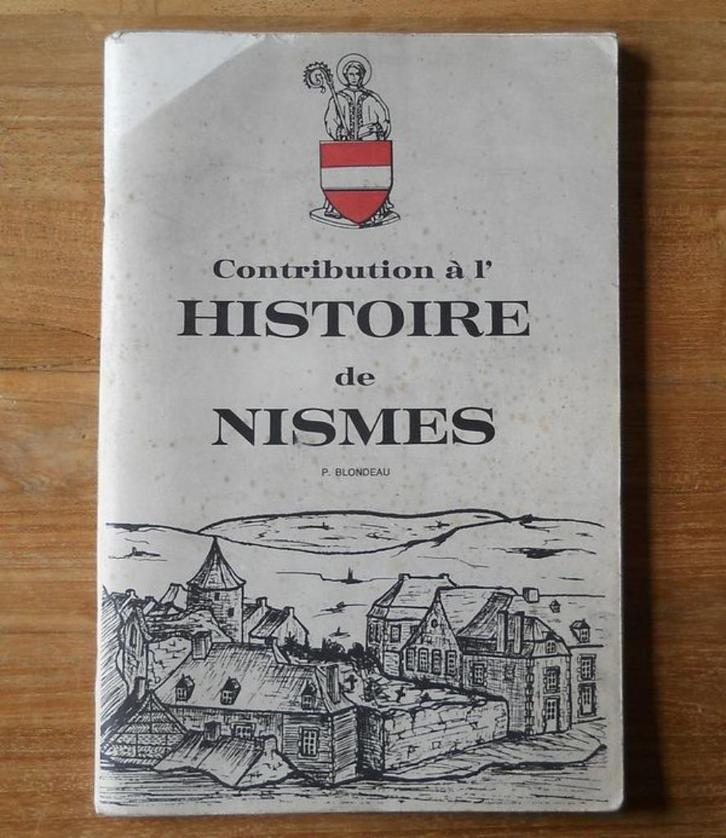 Contribution à l'
HISTOIRE
de
NISMES
P. BLONDEAU